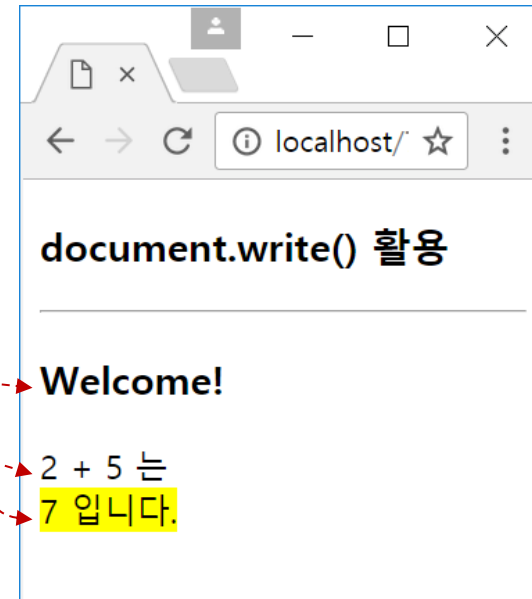 localhost/
document.write() 활용
Welcome!
2 + 5 는
7 입니다.